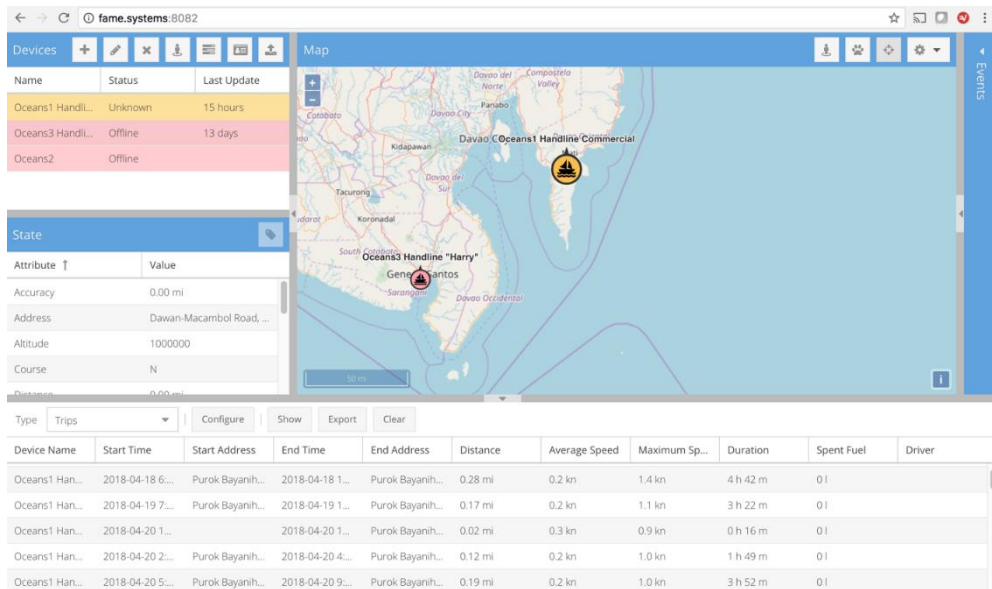 fame.systems:8082
Devices
Name Status Last Update
Oceans1 Handli... Unknown 15 hours
Oceans3 Handli... Offline 13 days
Oceans2 Offline
State
Attribute ↑ Value
Accuracy 0.00 mi
Address Dawan-Macambol Road, ...
Altitude 1000000
Course N
Distance 0.00 mi
Map
+
−
Davao del Norte
Compostela Valley
Panabo
Cotabato
Davao City
Kidapawan
Oceans1 Handline Commercial
Davao del Sur
Tacurong
Koronadal
South Cotabato
Oceans3 Handline "Harry"
Sarangani
Davao Occidental
50 m
i
Events
Type Trips Configure Show Export Clear
Device Name Start Time Start Address End Time End Address Distance Average Speed Maximum Sp... Duration Spent Fuel Driver
Oceans1 Han... 2018-04-18 6:... Purok Bayanih... 2018-04-18 1... Purok Bayanih... 0.28 mi 0.2 kn 1.4 kn 4 h 42 m 0 l
Oceans1 Han... 2018-04-19 7:... Purok Bayanih... 2018-04-19 1... Purok Bayanih... 0.17 mi 0.2 kn 1.1 kn 3 h 22 m 0 l
Oceans1 Han... 2018-04-20 1... 2018-04-20 1... Purok Bayanih... 0.02 mi 0.3 kn 0.9 kn 0 h 16 m 0 l
Oceans1 Han... 2018-04-20 2:... Purok Bayanih... 2018-04-20 4:... Purok Bayanih... 0.12 mi 0.2 kn 1.0 kn 1 h 49 m 0 l
Oceans1 Han... 2018-04-20 5:... Purok Bayanih... 2018-04-20 9:... Purok Bayanih... 0.19 mi 0.2 kn 1.0 kn 3 h 52 m 0 l